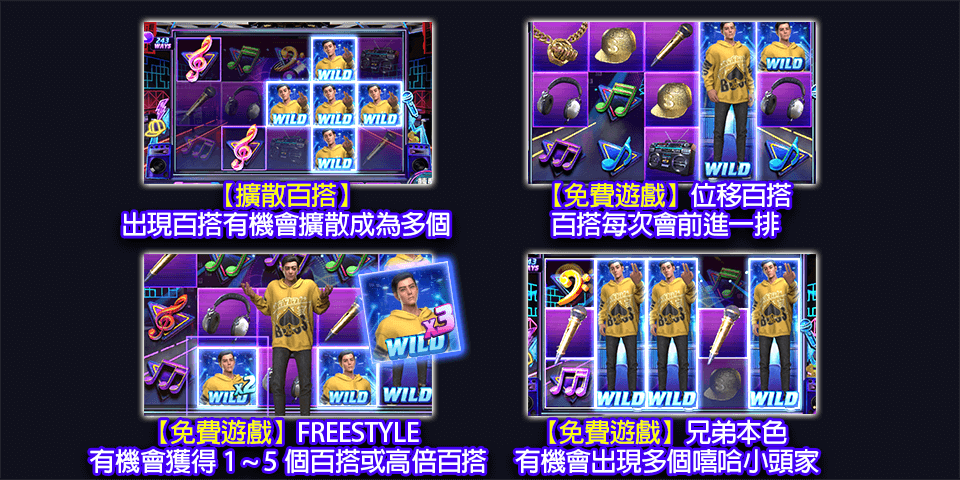 243
WAYS
WILD
WILD WILD WILD
WILD
【擴散百搭】
出現百搭有機會擴散成為多個
WILD
WILD
【免費遊戲】位移百搭
百搭每次會前進一排
x3
WILD
x2
WILD
WILD
WILD
【免費遊戲】FREESTYLE
有機會獲得 1～5 個百搭或高倍百搭
243
WAYS
WILD WILD WILD
【免費遊戲】兄弟本色
有機會出現多個嘻哈小頭家